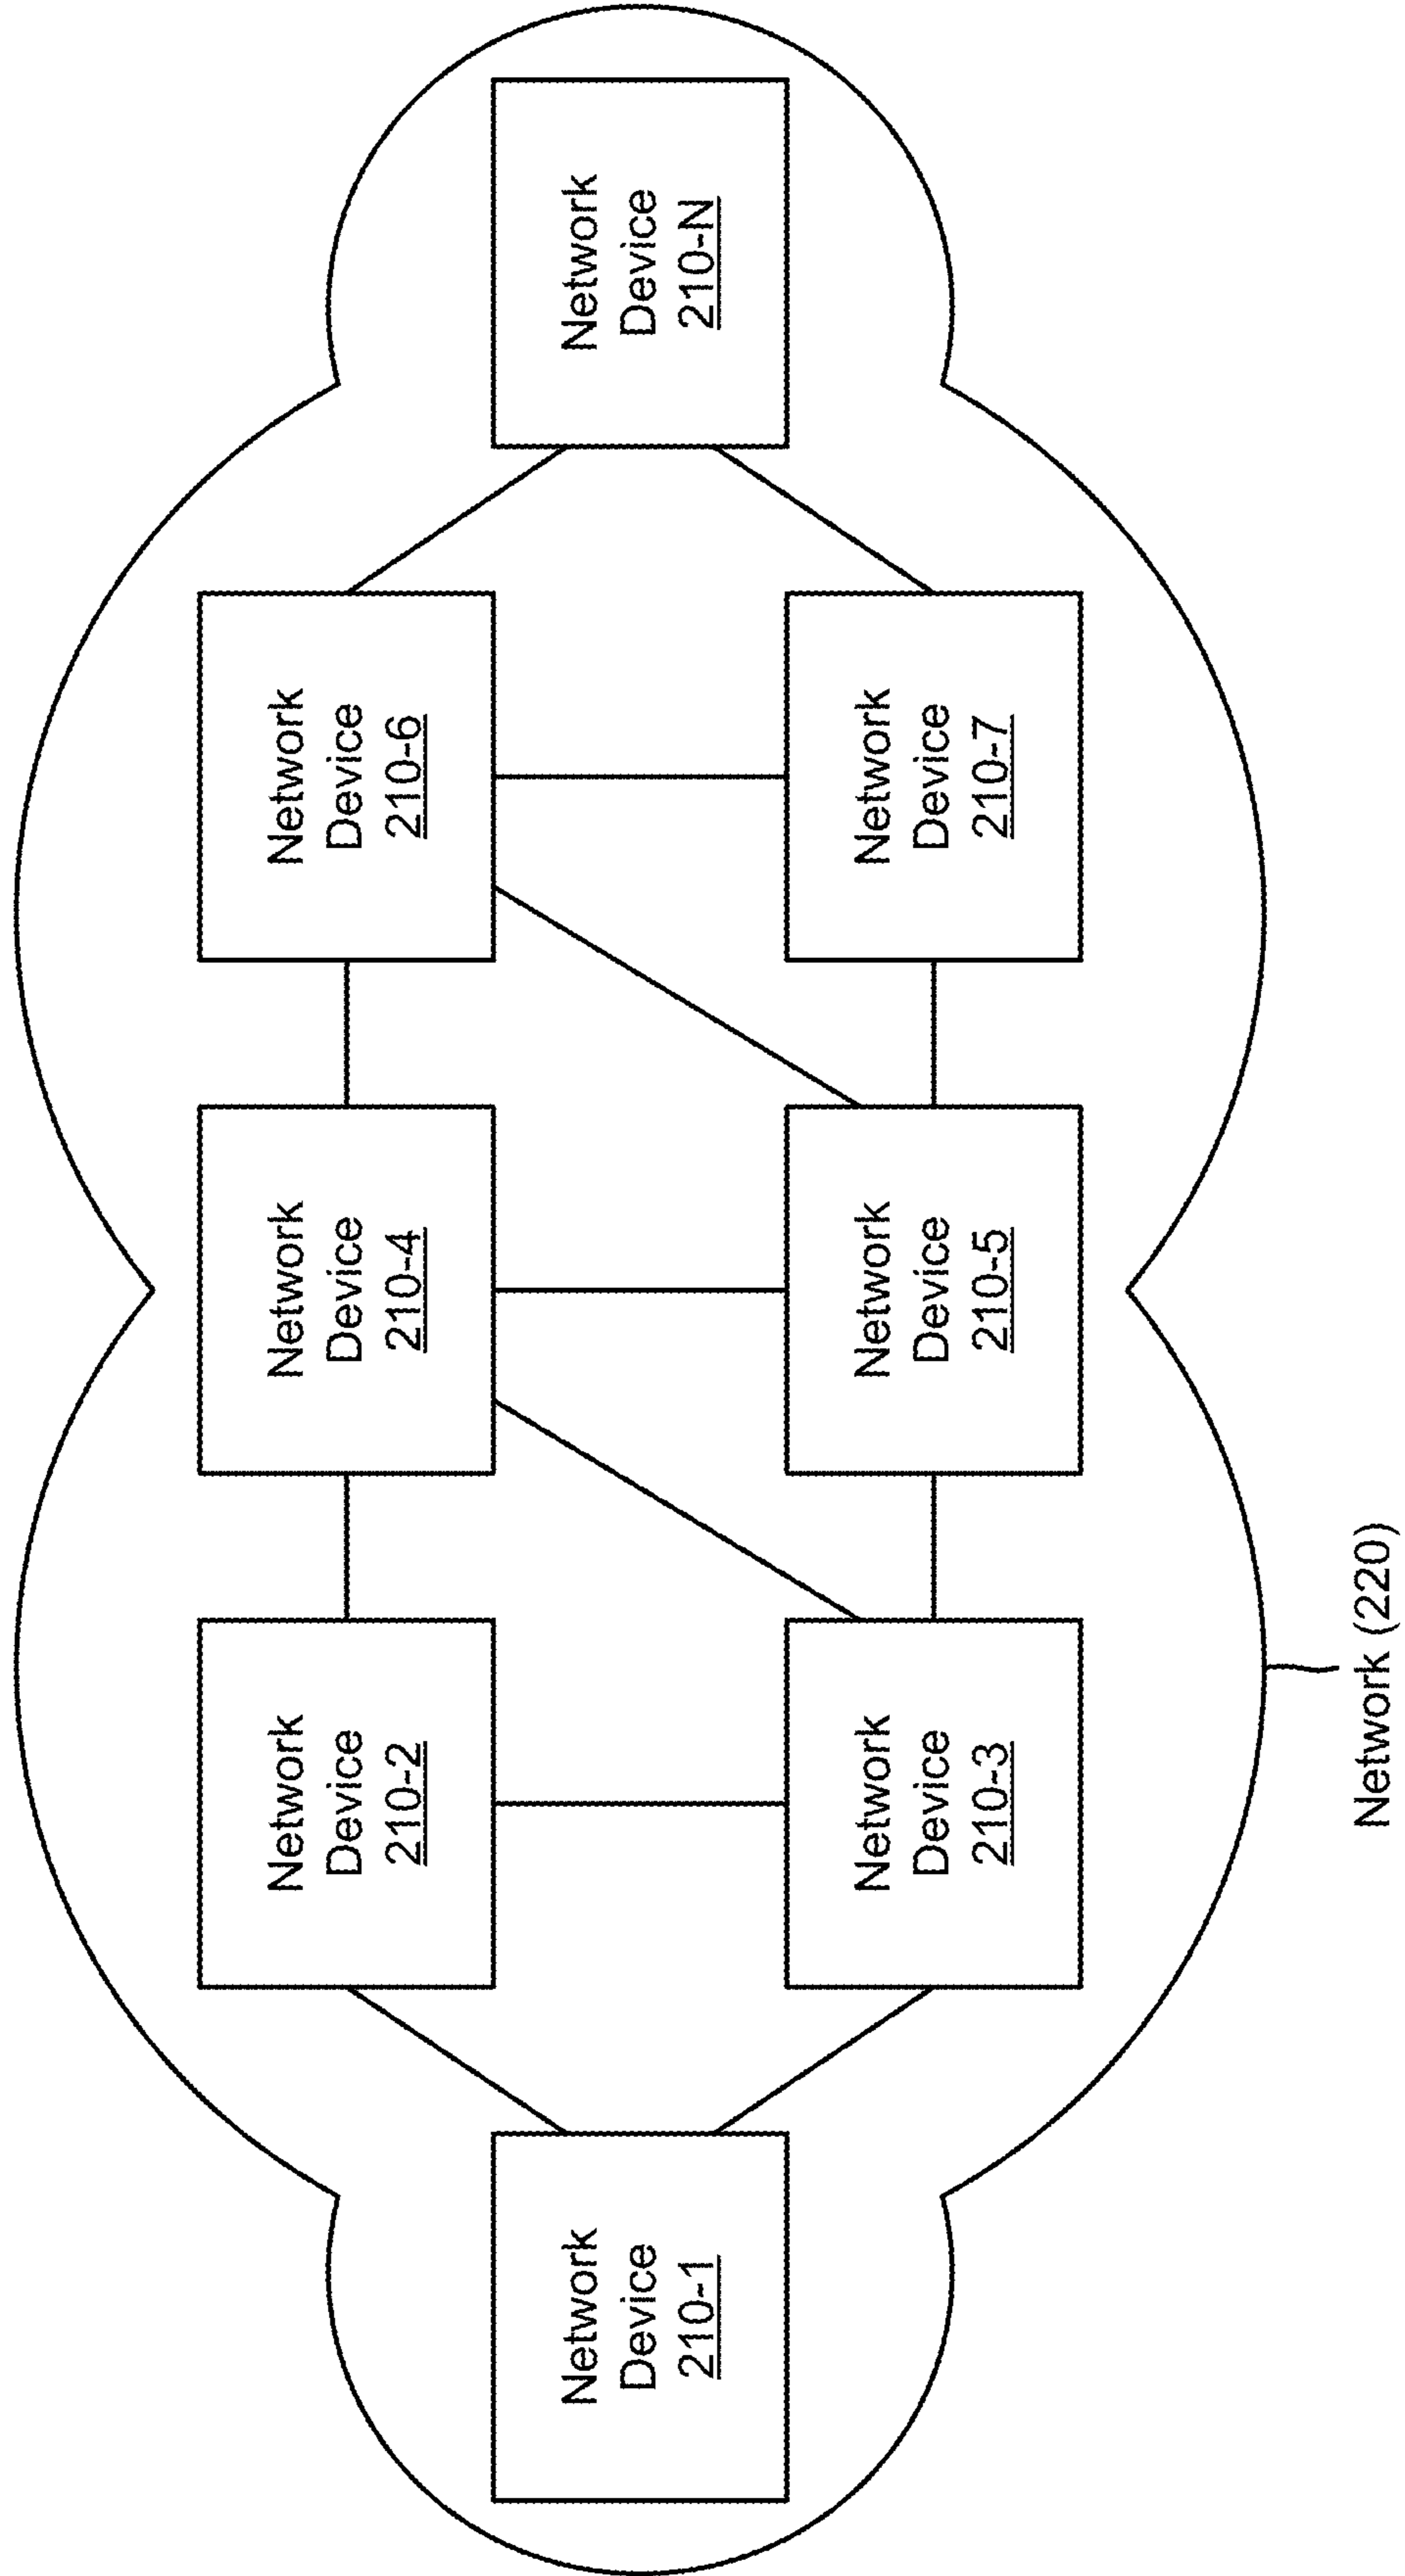 Network
Device
210-1
Network
Device
210-2
Network
Device
210-3
Network
Device
210-4
Network
Device
210-5
Network
Device
210-6
Network
Device
210-7
Network
Device
210-N
Network (220)